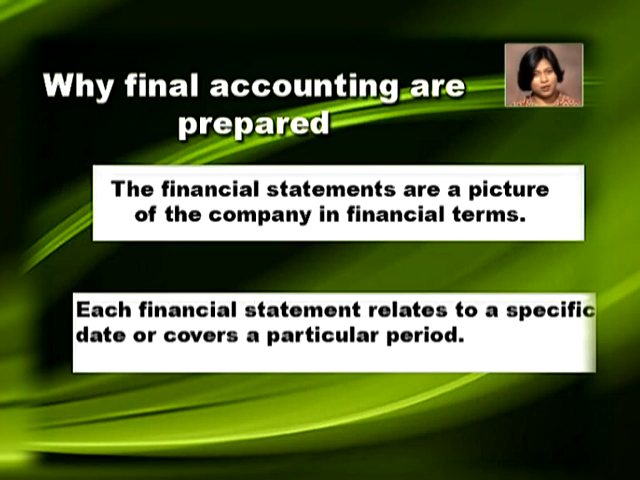 Why final accounting are
prepared
The financial statements are a picture
of the company in financial terms.
Each financial statement relates to a specific
date or covers a particular period.